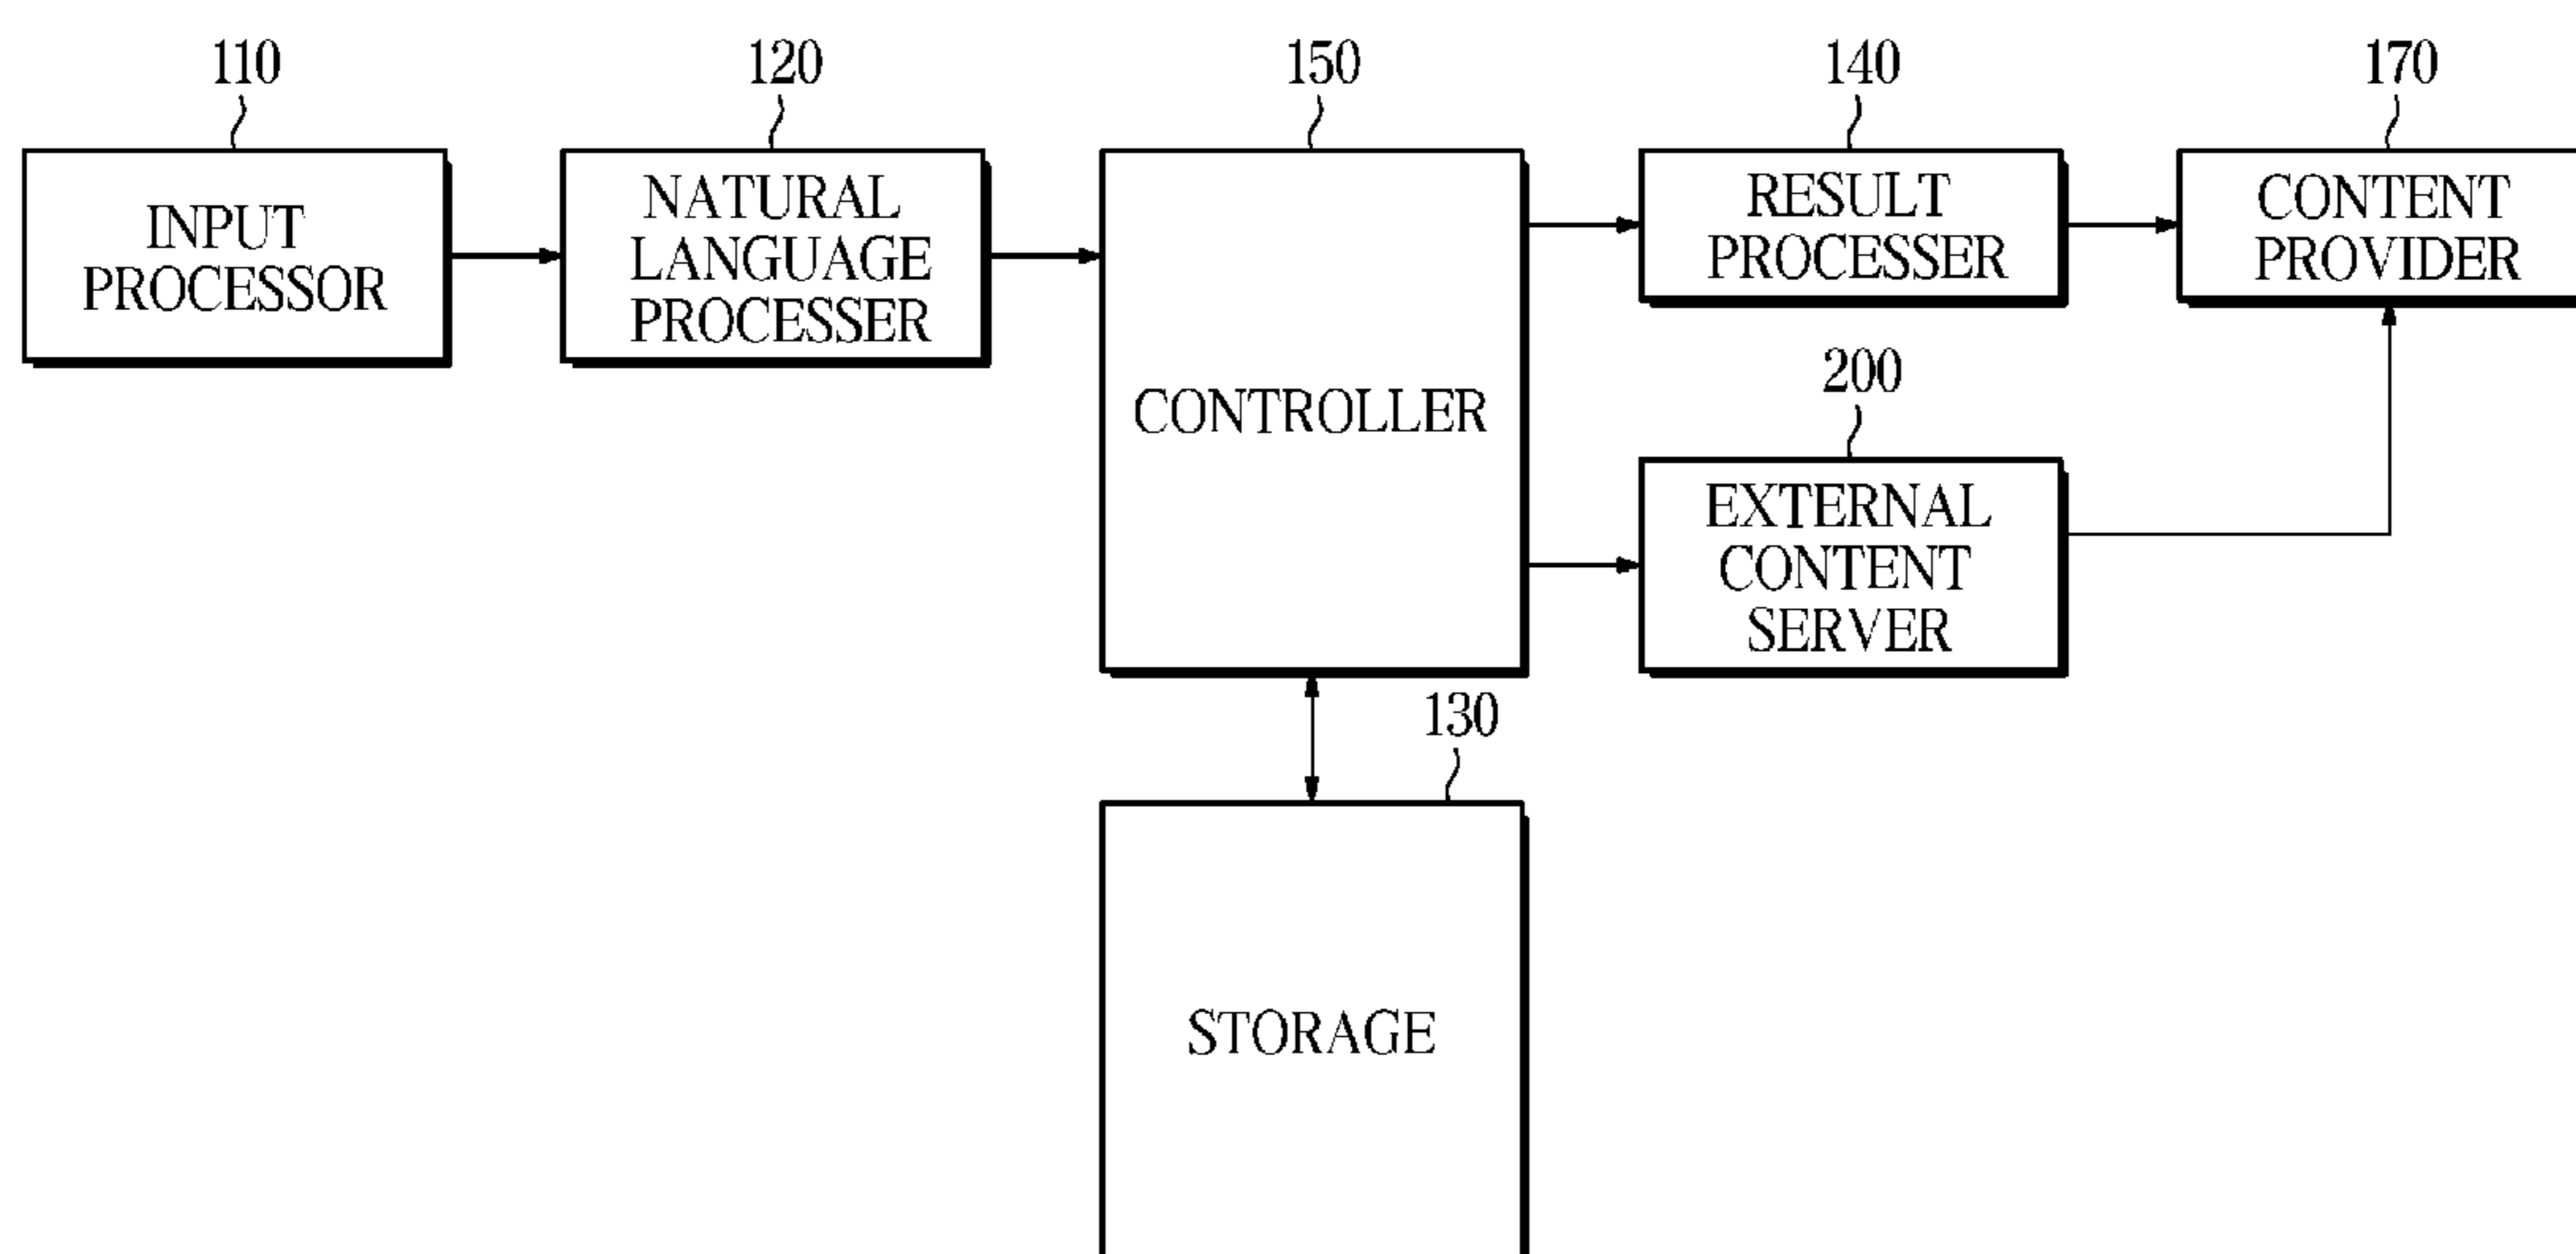 110
INPUT
PROCESSOR
120
NATURAL
LANGUAGE
PROCESSER
150
CONTROLLER
140
RESULT
PROCESSER
170
CONTENT
PROVIDER
200
EXTERNAL
CONTENT
SERVER
130
STORAGE